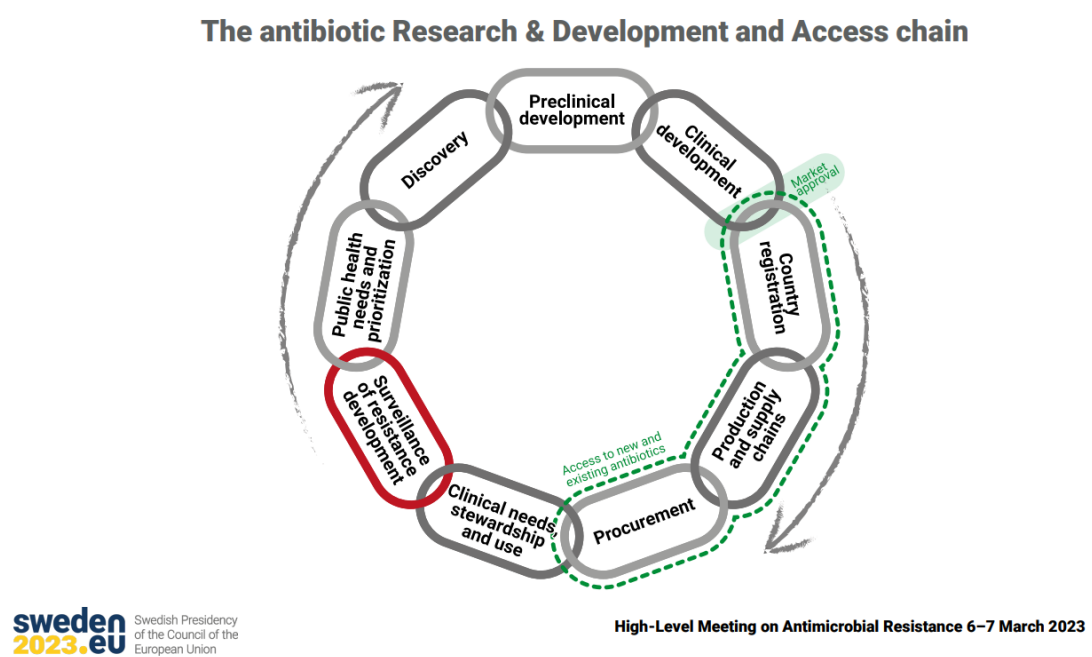 The antibiotic Research & Development and Access chain
Preclinical
development
Clinical
development
Market
approval
Country
registration
Production
and supply
chains
Access to new and
existing antibiotics
Procurement
Clinical needs,
stewardship
and use
Surveillance
of resistance
development
Public health
needs and
prioritization
Discovery
sweden
2023.eu
Swedish Presidency
of the Council of the
European Union
High-Level Meeting on Antimicrobial Resistance 6–7 March 2023